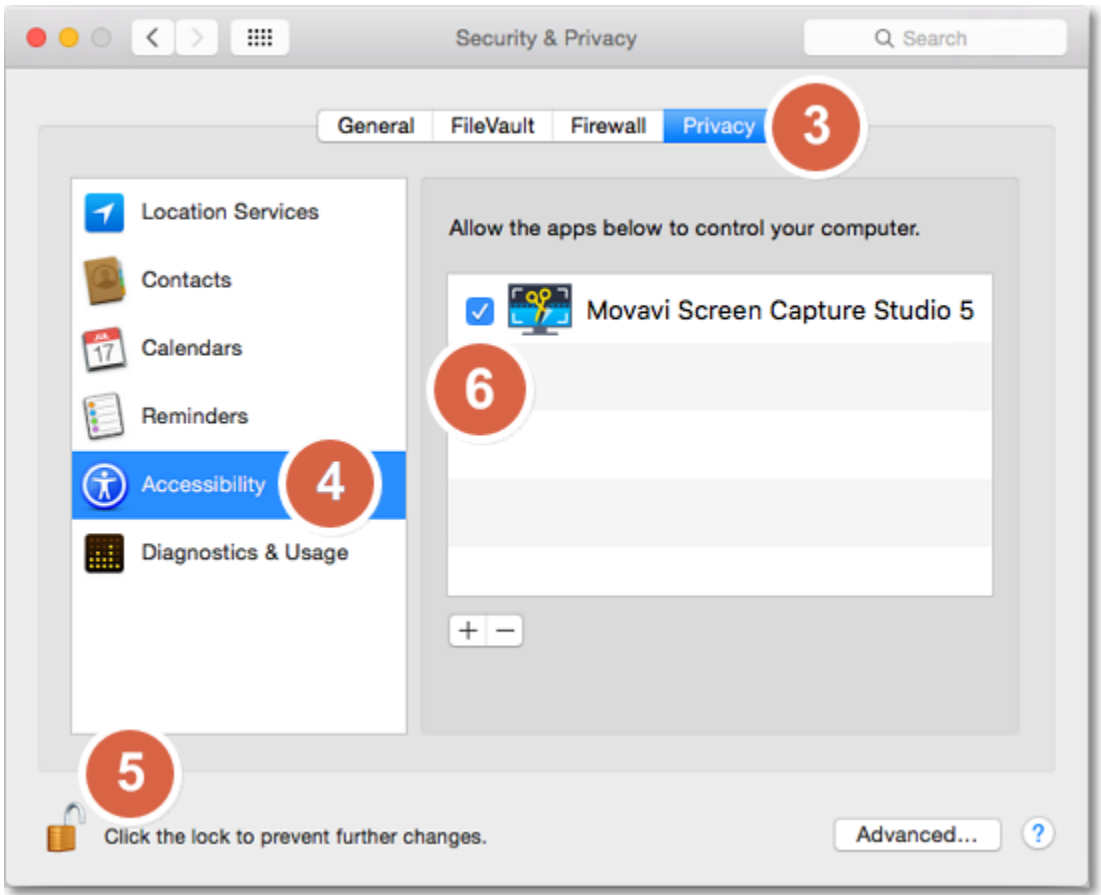 Security & Privacy
Search
General FileVault Firewall Privacy 3
Location Services
Contacts
JUL
17
Calendars
Reminders
Accessibility 4
Diagnostics & Usage
Allow the apps below to control your computer.
Movavi Screen Capture Studio 5
6
+ −
5
Click the lock to prevent further changes.
Advanced... ?